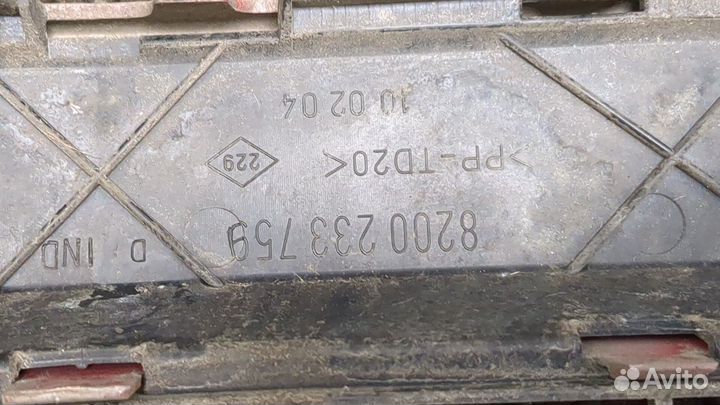 8200 233 759
D IND
>PP-TD20<
229
10 02 04
Avito